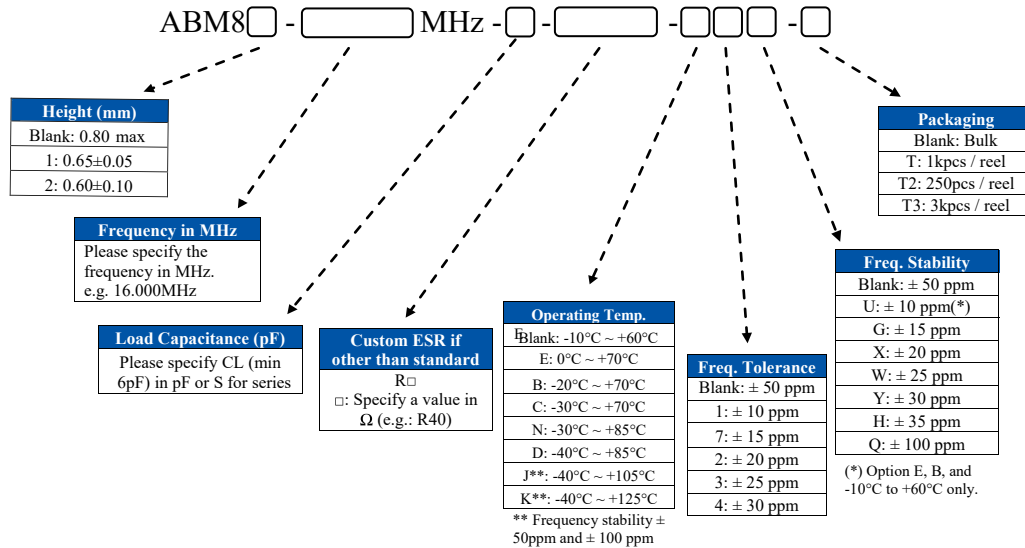 ABM8□ - □ MHz - □ - □ - □□□ - □
Height (mm)
Blank: 0.80 max
1: 0.65±0.05
2: 0.60±0.10
Frequency in MHz
Please specify the
frequency in MHz.
e.g. 16.000MHz
Load Capacitance (pF)
Please specify CL (min
6pF) in pF or S for series
Custom ESR if
other than standard
R□
□: Specify a value in
Ω (e.g.: R40)
Operating Temp.
E
Blank: -10°C ~ +60°C
E: 0°C ~ +70°C
B: -20°C ~ +70°C
C: -30°C ~ +70°C
N: -30°C ~ +85°C
D: -40°C ~ +85°C
J**: -40°C ~ +105°C
K**: -40°C ~ +125°C
** Frequency stability ±
50ppm and ± 100 ppm
Freq. Tolerance
Blank: ± 50 ppm
1: ± 10 ppm
7: ± 15 ppm
2: ± 20 ppm
3: ± 25 ppm
4: ± 30 ppm
Freq. Stability
Blank: ± 50 ppm
U: ± 10 ppm(*)
G: ± 15 ppm
X: ± 20 ppm
W: ± 25 ppm
Y: ± 30 ppm
H: ± 35 ppm
Q: ± 100 ppm
(*) Option E, B, and
-10°C to +60°C only.
Packaging
Blank: Bulk
T: 1kpcs / reel
T2: 250pcs / reel
T3: 3kpcs / reel